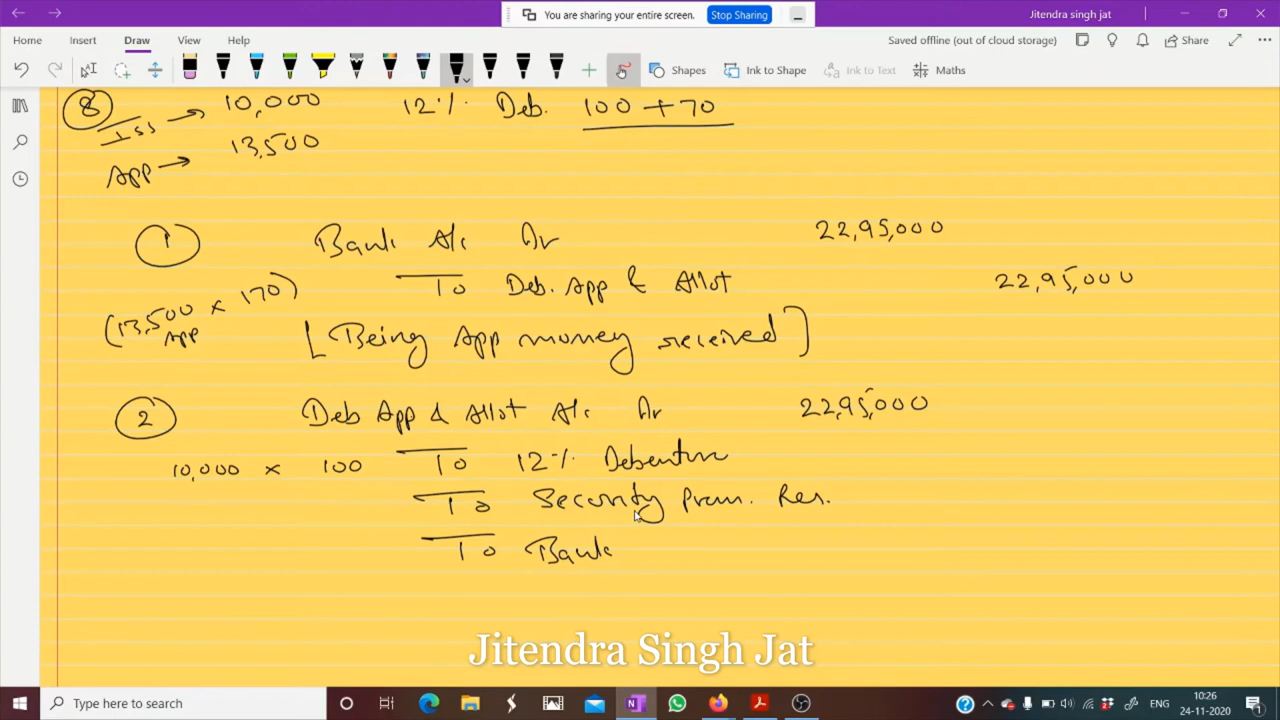 You are sharing your entire screen. Stop Sharing
Jitendra singh jat
Home Insert Draw View Help
Saved offline (out of cloud storage) Share
Shapes Ink to Shape Ink to Text Maths
8 Iss → 10,000 12% Deb. 100 + 70
App → 13,500
1 Bank A/c Dr 22,95,000
To Deb. App & Allot 22,95,000
(13,500 x 170)
App
[Being App money received]
2 Deb App & Allot A/c Dr 22,95,000
10,000 x 100 To 12% Debenture
To Security Prem. Res.
To Bank
Jitendra Singh Jat
Type here to search
ENG 10:26
24-11-2020